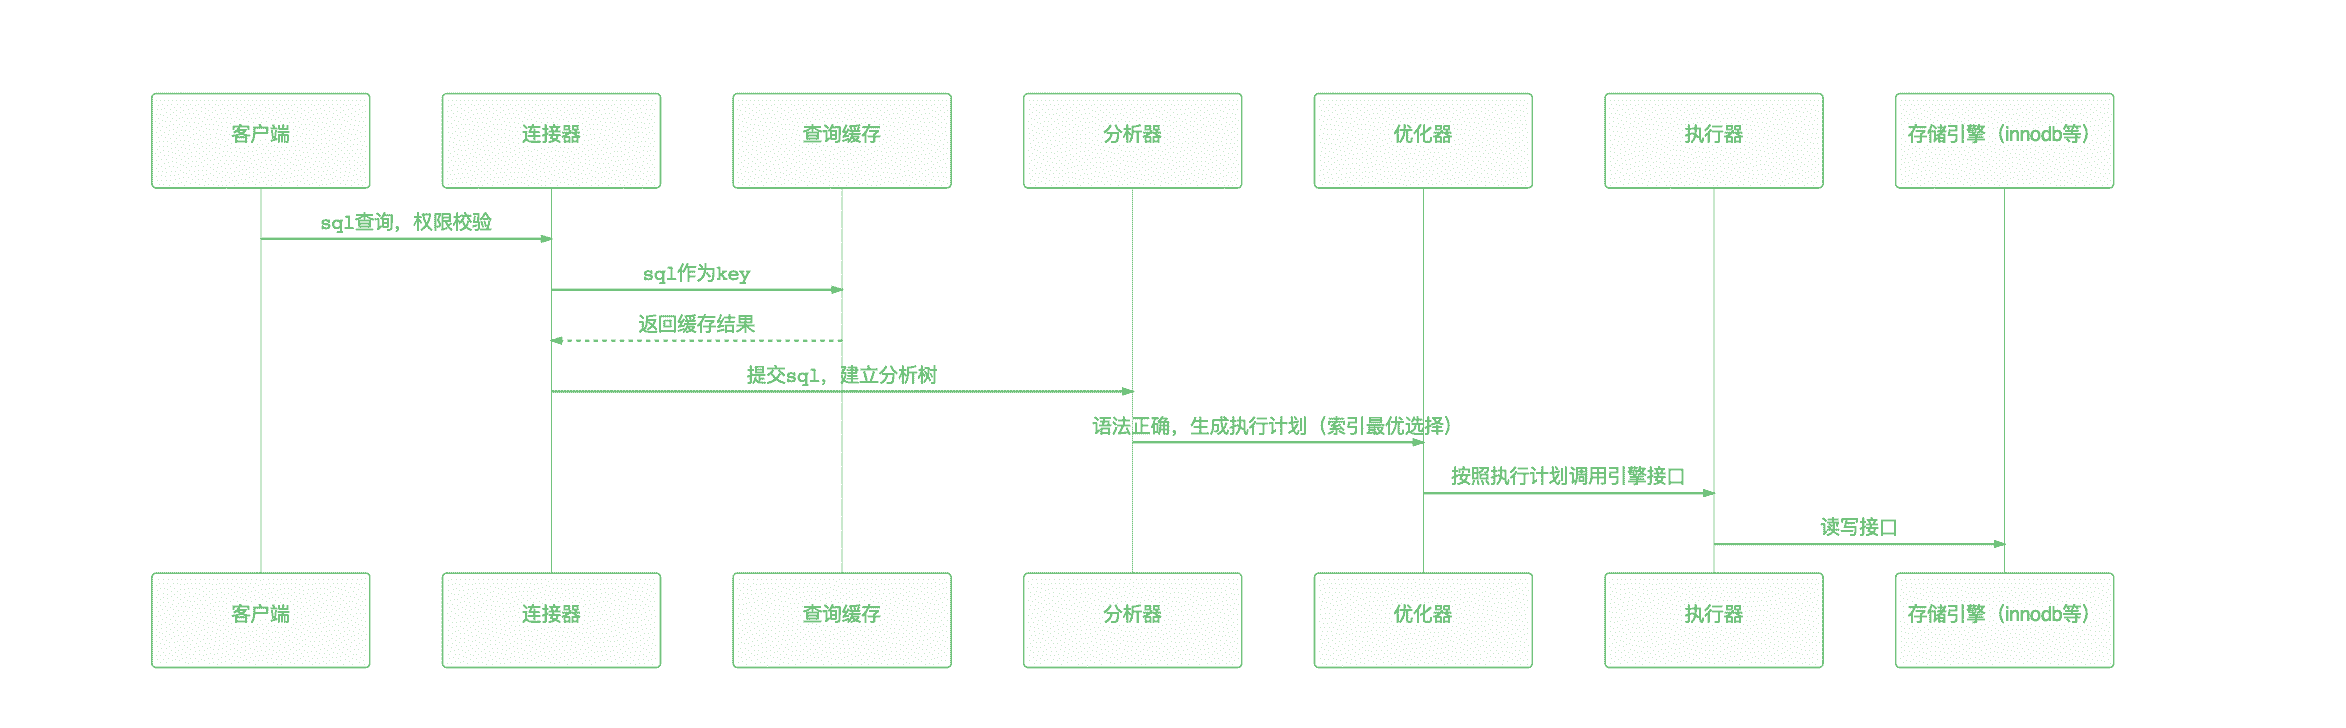 客户端
连接器
查询缓存
分析器
优化器
执行器
存储引擎（innodb等）
sql查询，权限校验
sql作为key
返回缓存结果
提交sql，建立分析树
语法正确，生成执行计划（索引最优选择）
按照执行计划调用引擎接口
读写接口
客户端
连接器
查询缓存
分析器
优化器
执行器
存储引擎（innodb等）